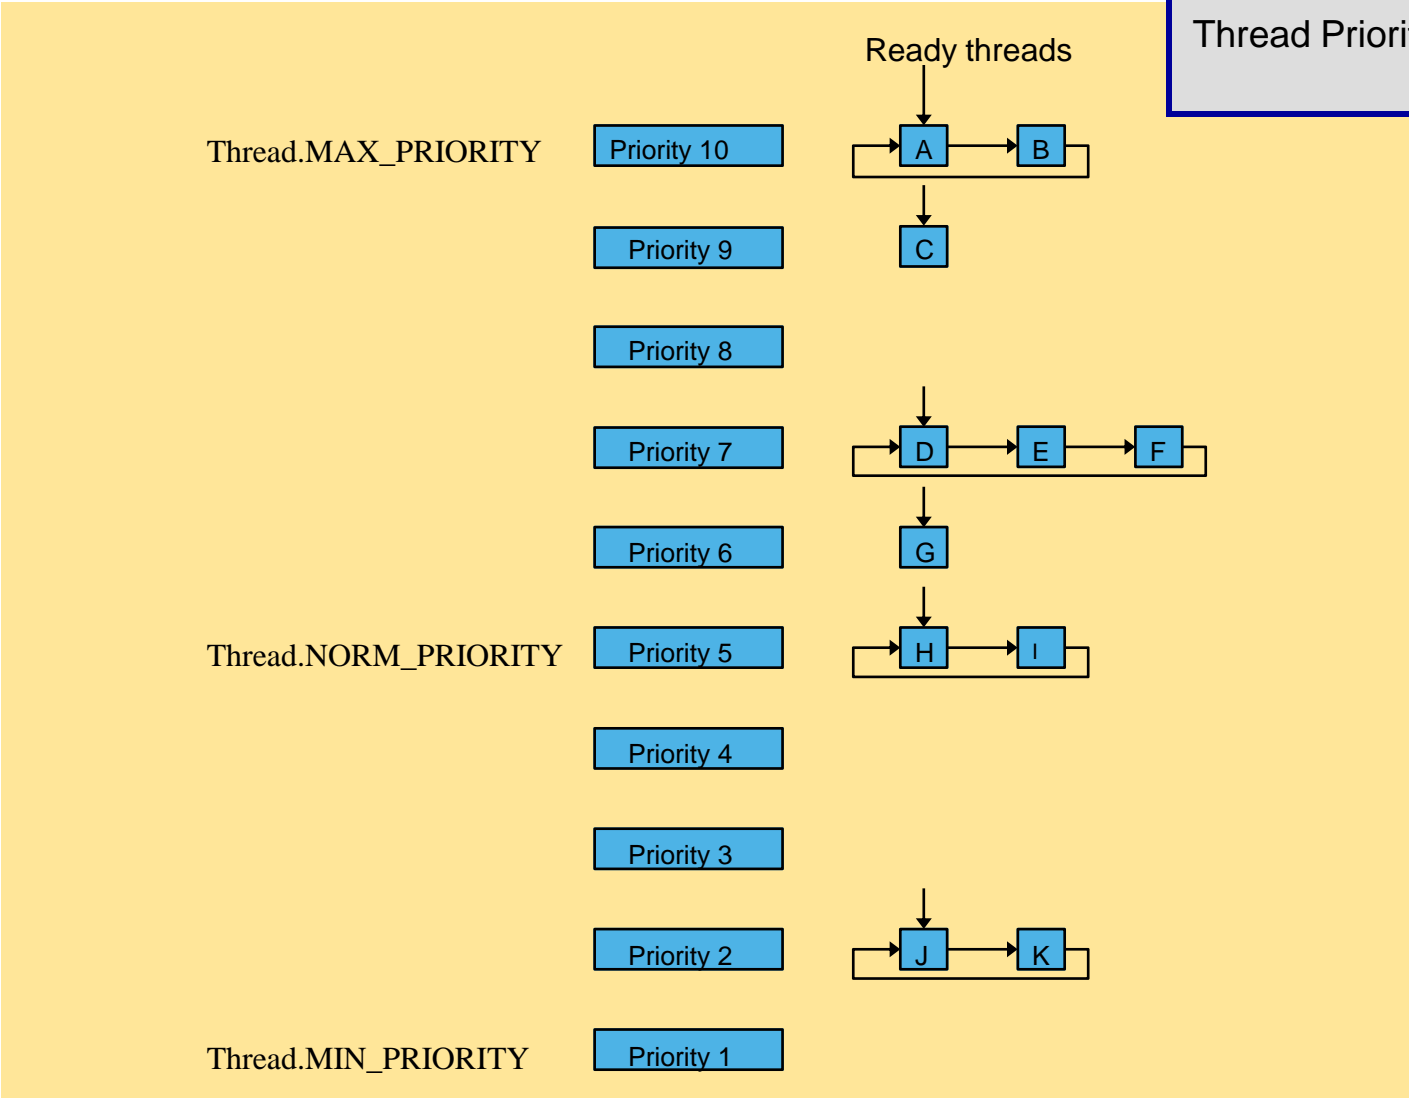 Thread Priorit
Ready threads
Thread.MAX_PRIORITY Priority 10 A B
Priority 9 C
Priority 8
Priority 7 D E F
Priority 6 G
Thread.NORM_PRIORITY Priority 5 H I
Priority 4
Priority 3
Priority 2 J K
Thread.MIN_PRIORITY Priority 1